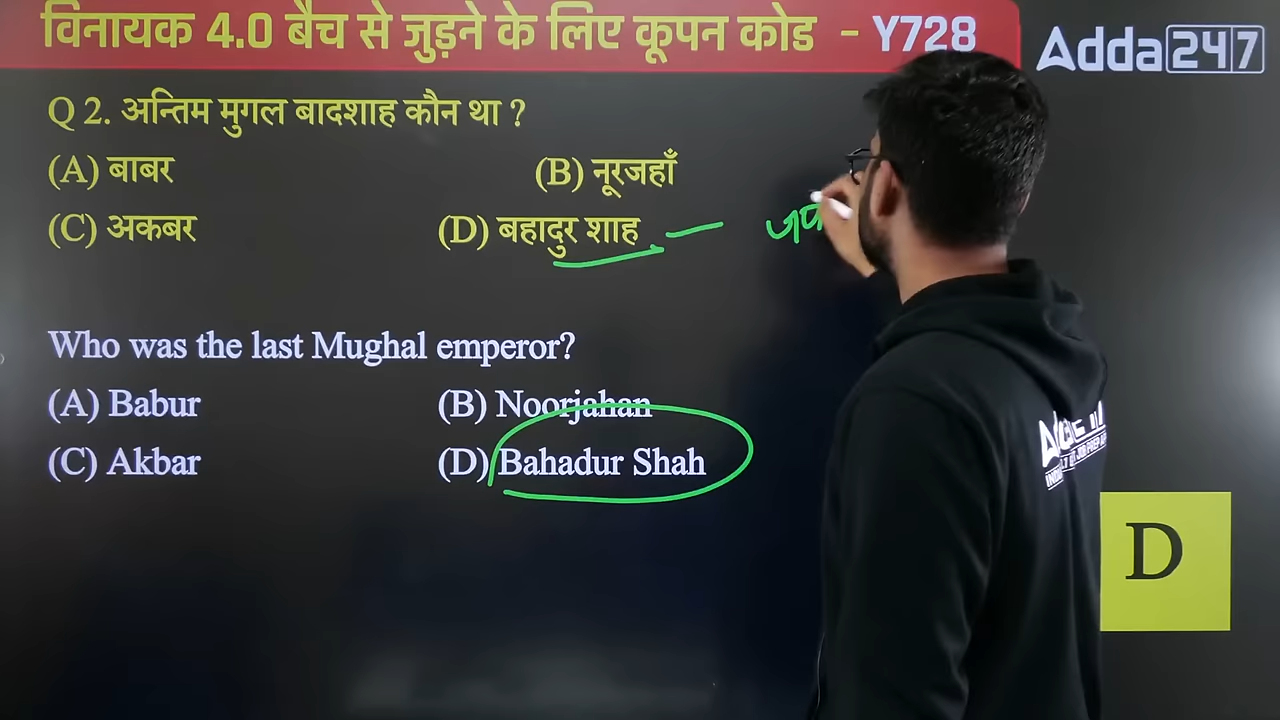 विनायक 4.0 बैच से जुड़ने के लिए कूपन कोड - Y728
Adda247
Q 2. अन्तिम मुगल बादशाह कौन था ?
(A) बाबर (B) नूरजहाँ
(C) अकबर (D) बहादुर शाह
Who was the last Mughal emperor?
(A) Babur (B) Noorjahan
(C) Akbar (D) Bahadur Shah
D